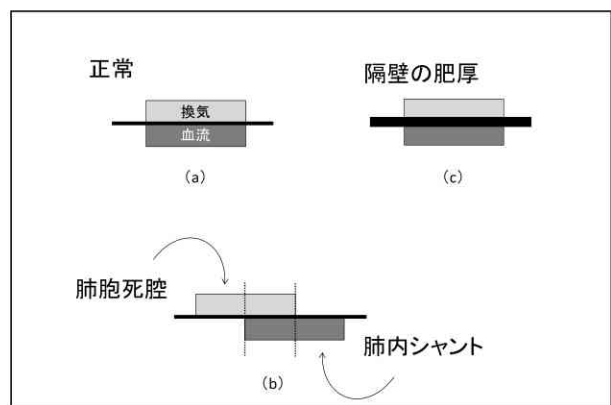 正常
換気
血流
(a)
隔壁の肥厚
(c)
肺胞死腔
肺内シャント
(b)